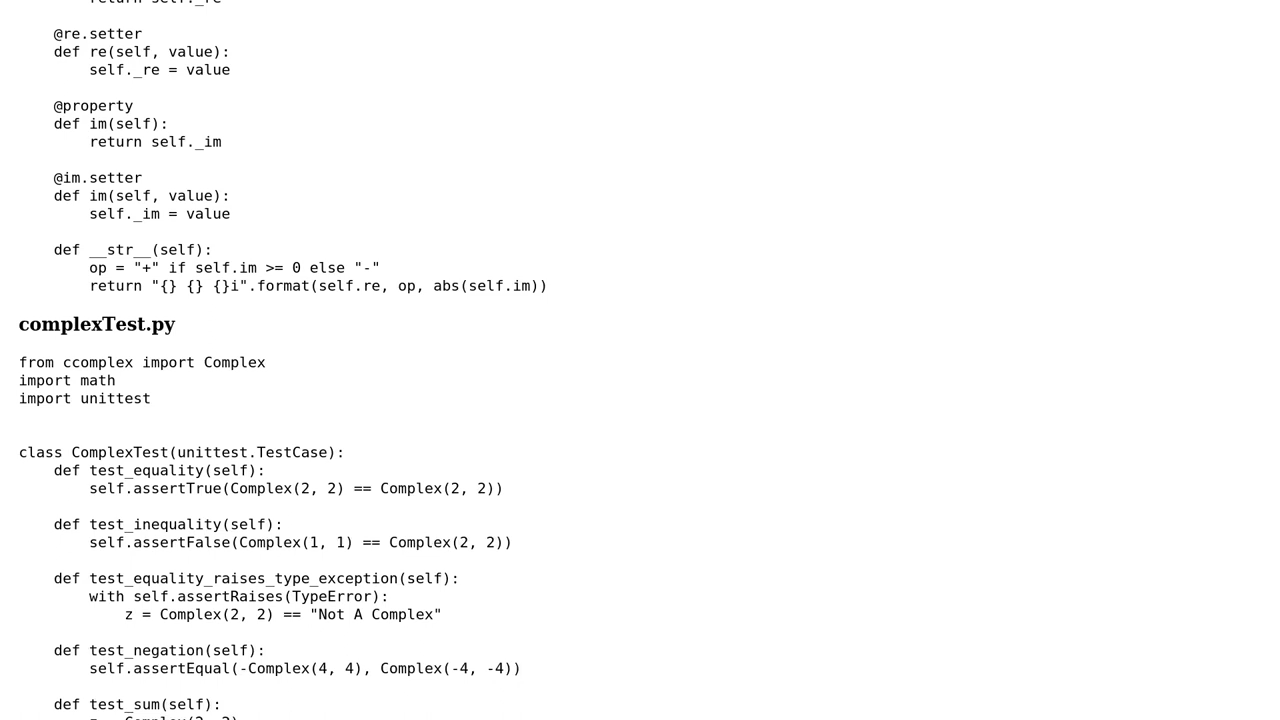 return self._re
@re.setter
def re(self, value):
self._re = value
@property
def im(self):
return self._im
@im.setter
def im(self, value):
self._im = value
def __str__(self):
op = "+" if self.im >= 0 else "-"
return "{} {} {}i".format(self.re, op, abs(self.im))
complexTest.py
from ccomplex import Complex
import math
import unittest
class ComplexTest(unittest.TestCase):
def test_equality(self):
self.assertTrue(Complex(2, 2) == Complex(2, 2))
def test_inequality(self):
self.assertFalse(Complex(1, 1) == Complex(2, 2))
def test_equality_raises_type_exception(self):
with self.assertRaises(TypeError):
z = Complex(2, 2) == "Not A Complex"
def test_negation(self):
self.assertEqual(-Complex(4, 4), Complex(-4, -4))
def test_sum(self):